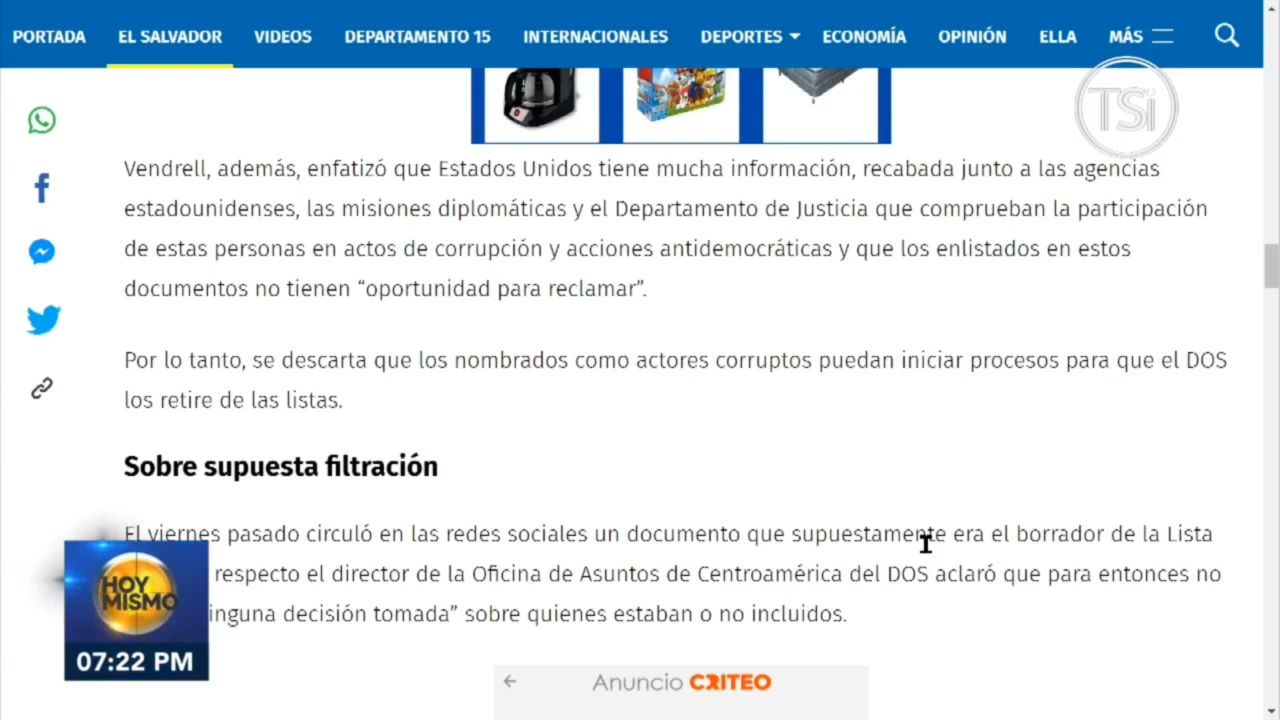 PORTADA EL SALVADOR VIDEOS DEPARTAMENTO 15 INTERNACIONALES DEPORTES ECONOMÍA OPINIÓN ELLA MÁS
TSi
Vendrell, además, enfatizó que Estados Unidos tiene mucha información, recabada junto a las agencias
estadounidenses, las misiones diplomáticas y el Departamento de Justicia que comprueban la participación
de estas personas en actos de corrupción y acciones antidemocráticas y que los enlistados en estos
documentos no tienen “oportunidad para reclamar”.
Por lo tanto, se descarta que los nombrados como actores corruptos puedan iniciar procesos para que el DOS
los retire de las listas.
Sobre supuesta filtración
El viernes pasado circuló en las redes sociales un documento que supuestamente era el borrador de la Lista
respecto el director de la Oficina de Asuntos de Centroamérica del DOS aclaró que para entonces no
inguna decisión tomada” sobre quienes estaban o no incluidos.
HOY
MISMO
07:22 PM
Anuncio CRITEO